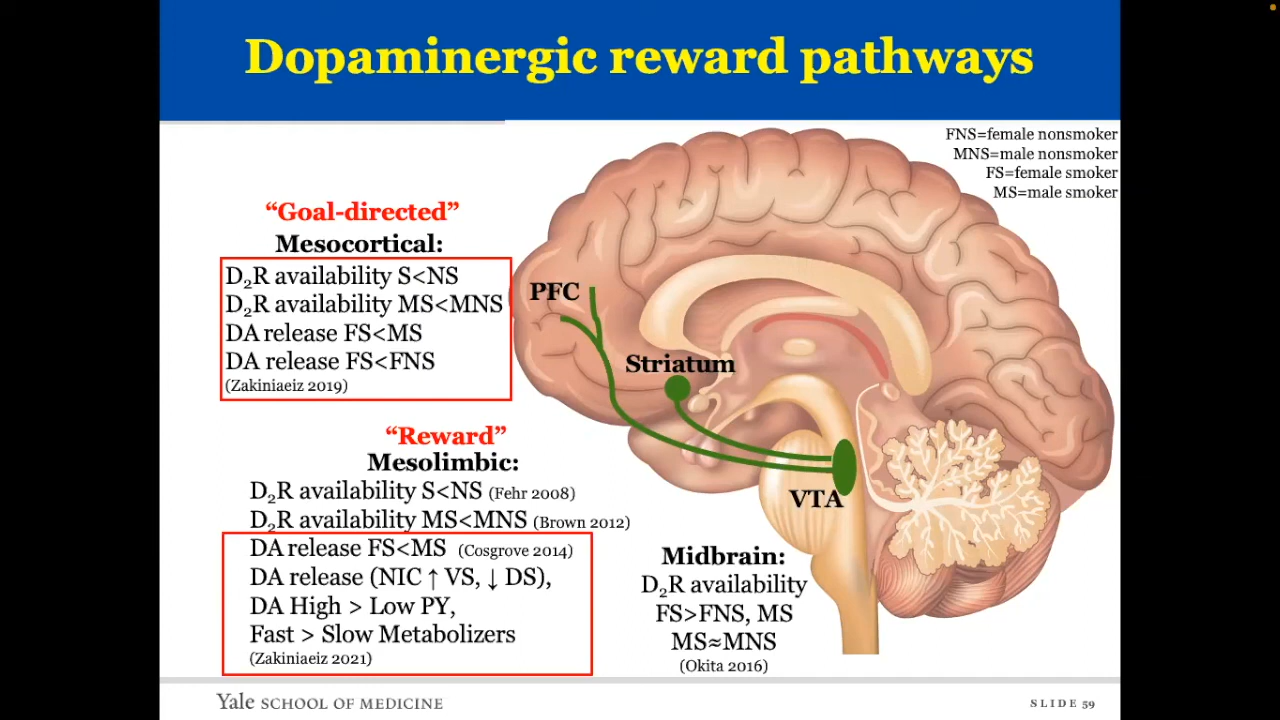 Dopaminergic reward pathways
FNS=female nonsmoker
MNS=male nonsmoker
FS=female smoker
MS=male smoker
“Goal-directed”
Mesocortical:
D₂R availability S<NS
D₂R availability MS<MNS
DA release FS<MS
DA release FS<FNS
(Zakiniaeiz 2019)
PFC
Striatum
VTA
“Reward”
Mesolimbic:
D₂R availability S<NS (Fehr 2008)
D₂R availability MS<MNS (Brown 2012)
DA release FS<MS (Cosgrove 2014)
DA release (NIC ↑ VS, ↓ DS),
DA High > Low PY,
Fast > Slow Metabolizers
(Zakiniaeiz 2021)
Midbrain:
D₂R availability
FS>FNS, MS
MS≈MNS
(Okita 2016)
Yale SCHOOL OF MEDICINE
SLIDE 59